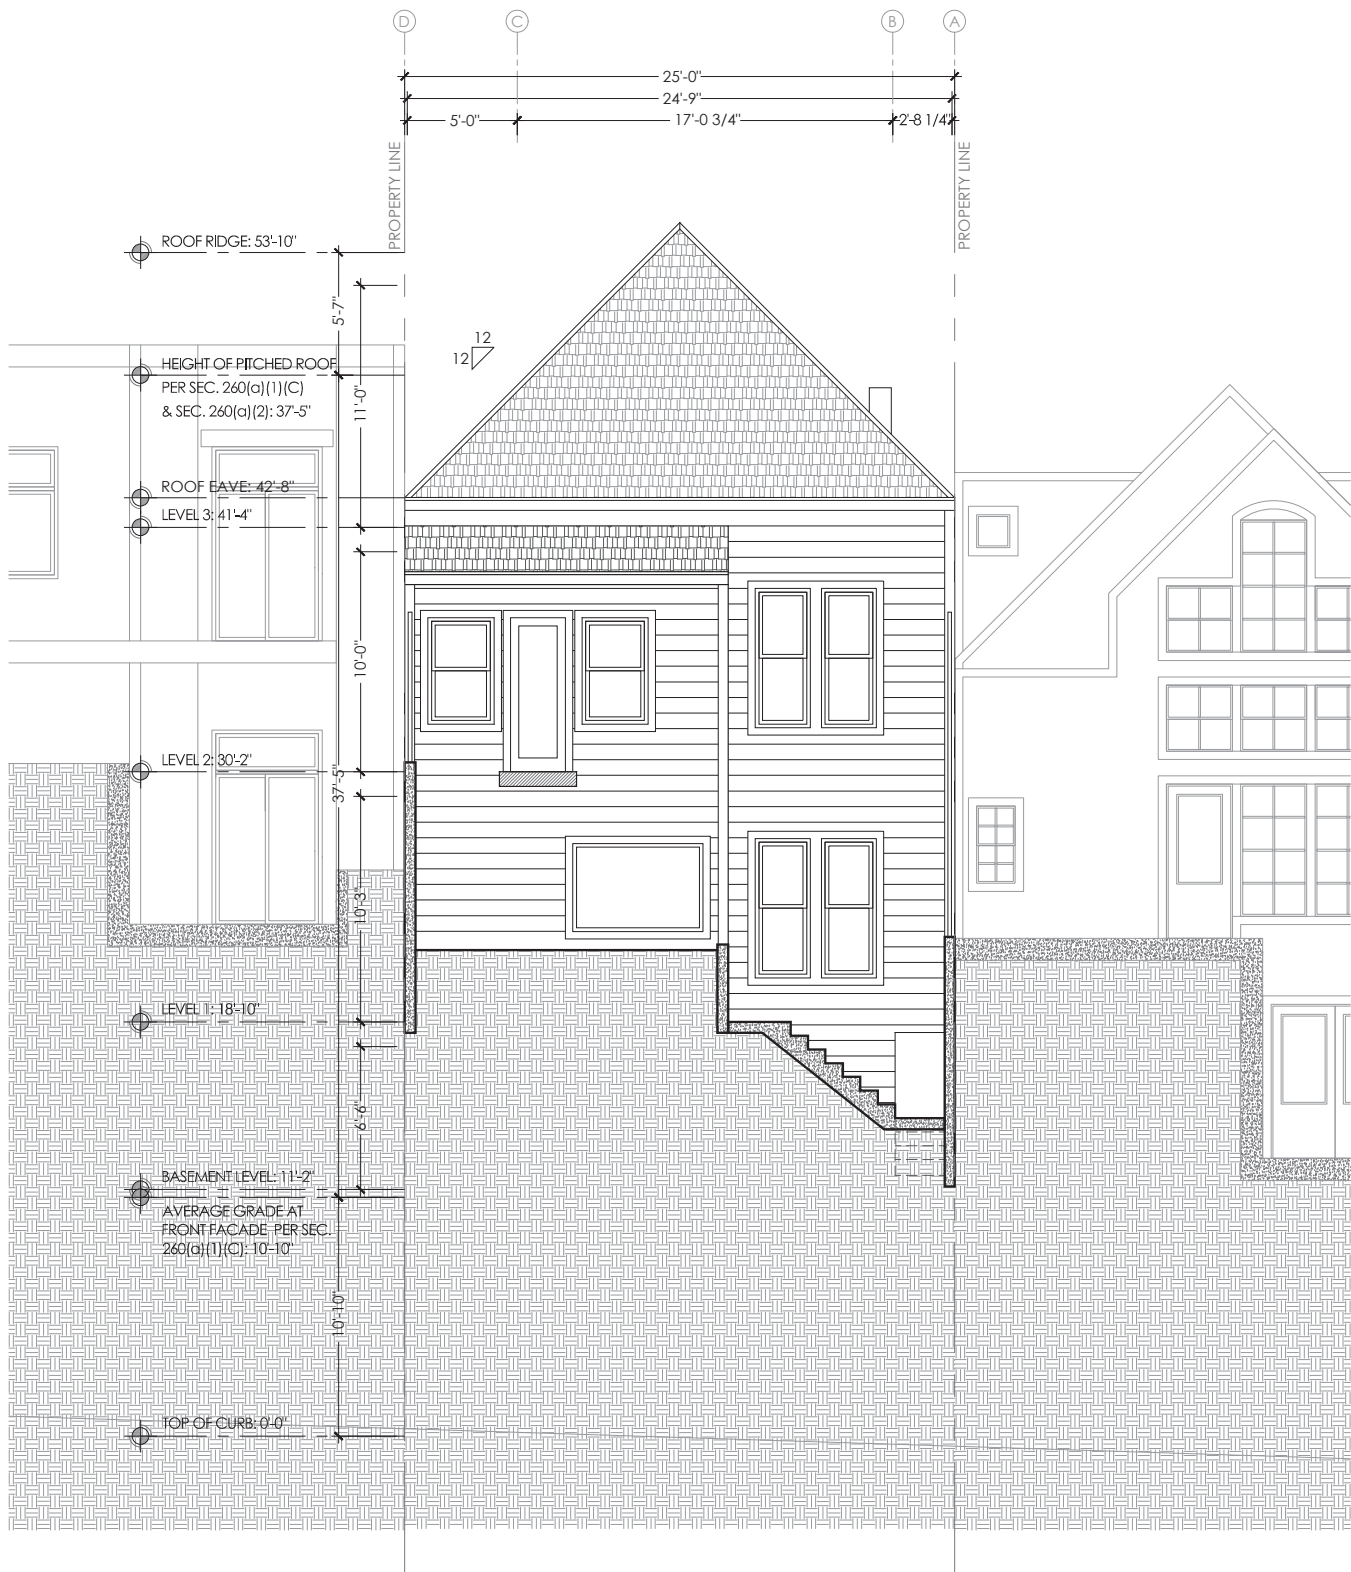 D C B A
25'-0"
24'-9"
5'-0" 17'-0 3/4" 2'-8 1/4"
PROPERTY LINE
PROPERTY LINE
ROOF RIDGE: 53'-10"
5'-7"
12
12
HEIGHT OF PITCHED ROOF
PER SEC. 260(a)(1)(C)
& SEC. 260(a)(2): 37'-5"
11'-0"
ROOF EAVE: 42'-8"
LEVEL 3: 41'-4"
10'-0"
LEVEL 2: 30'-2"
37'-5"
10'-3"
LEVEL 1: 18'-10"
6'-6"
BASEMENT LEVEL: 11'-2"
AVERAGE GRADE AT
FRONT FACADE PER SEC.
260(a)(1)(C): 10'-10"
10'-10"
TOP OF CURB: 0'-0"